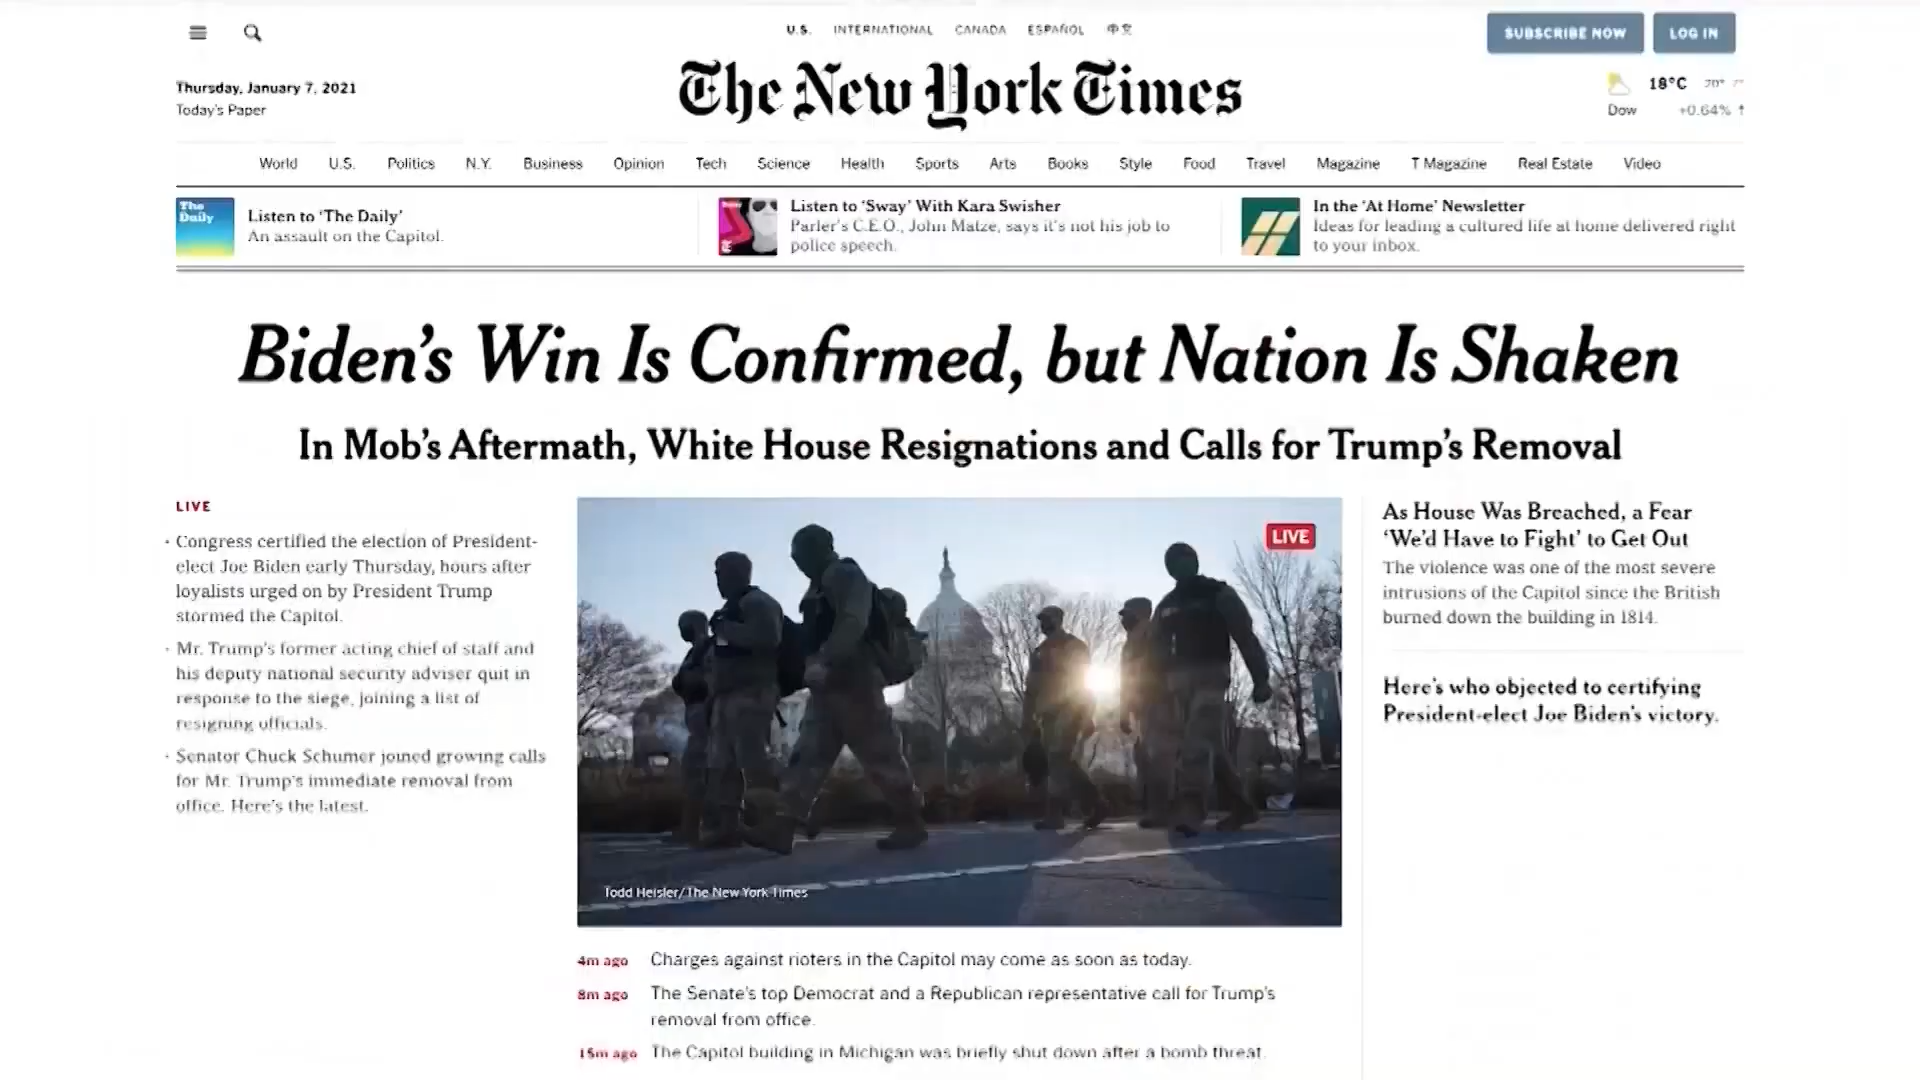 U.S. INTERNATIONAL CANADA ESPAÑOL 中文
SUBSCRIBE NOW LOG IN
The New York Times
Thursday, January 7, 2021
Today's Paper
18°C 70°
Dow +0.64% ↑
World U.S. Politics N.Y. Business Opinion Tech Science Health Sports Arts Books Style Food Travel Magazine T Magazine Real Estate Video
The
Daily
Listen to ‘The Daily’
An assault on the Capitol.
Listen to ‘Sway’ With Kara Swisher
Parler's C.E.O., John Matze, says it's not his job to
police speech.
In the ‘At Home’ Newsletter
Ideas for leading a cultured life at home delivered right
to your inbox.
Biden’s Win Is Confirmed, but Nation Is Shaken
In Mob’s Aftermath, White House Resignations and Calls for Trump’s Removal
LIVE
· Congress certified the election of President-
elect Joe Biden early Thursday, hours after
loyalists urged on by President Trump
stormed the Capitol.
· Mr. Trump's former acting chief of staff and
his deputy national security adviser quit in
response to the siege, joining a list of
resigning officials.
· Senator Chuck Schumer joined growing calls
for Mr. Trump's immediate removal from
office. Here's the latest.
LIVE
Todd Heisler/The New York Times
4m ago Charges against rioters in the Capitol may come as soon as today.
8m ago The Senate's top Democrat and a Republican representative call for Trump's
removal from office.
15m ago The Capitol building in Michigan was briefly shut down after a bomb threat.
As House Was Breached, a Fear
‘We’d Have to Fight’ to Get Out
The violence was one of the most severe
intrusions of the Capitol since the British
burned down the building in 1814.
Here's who objected to certifying
President-elect Joe Biden's victory.